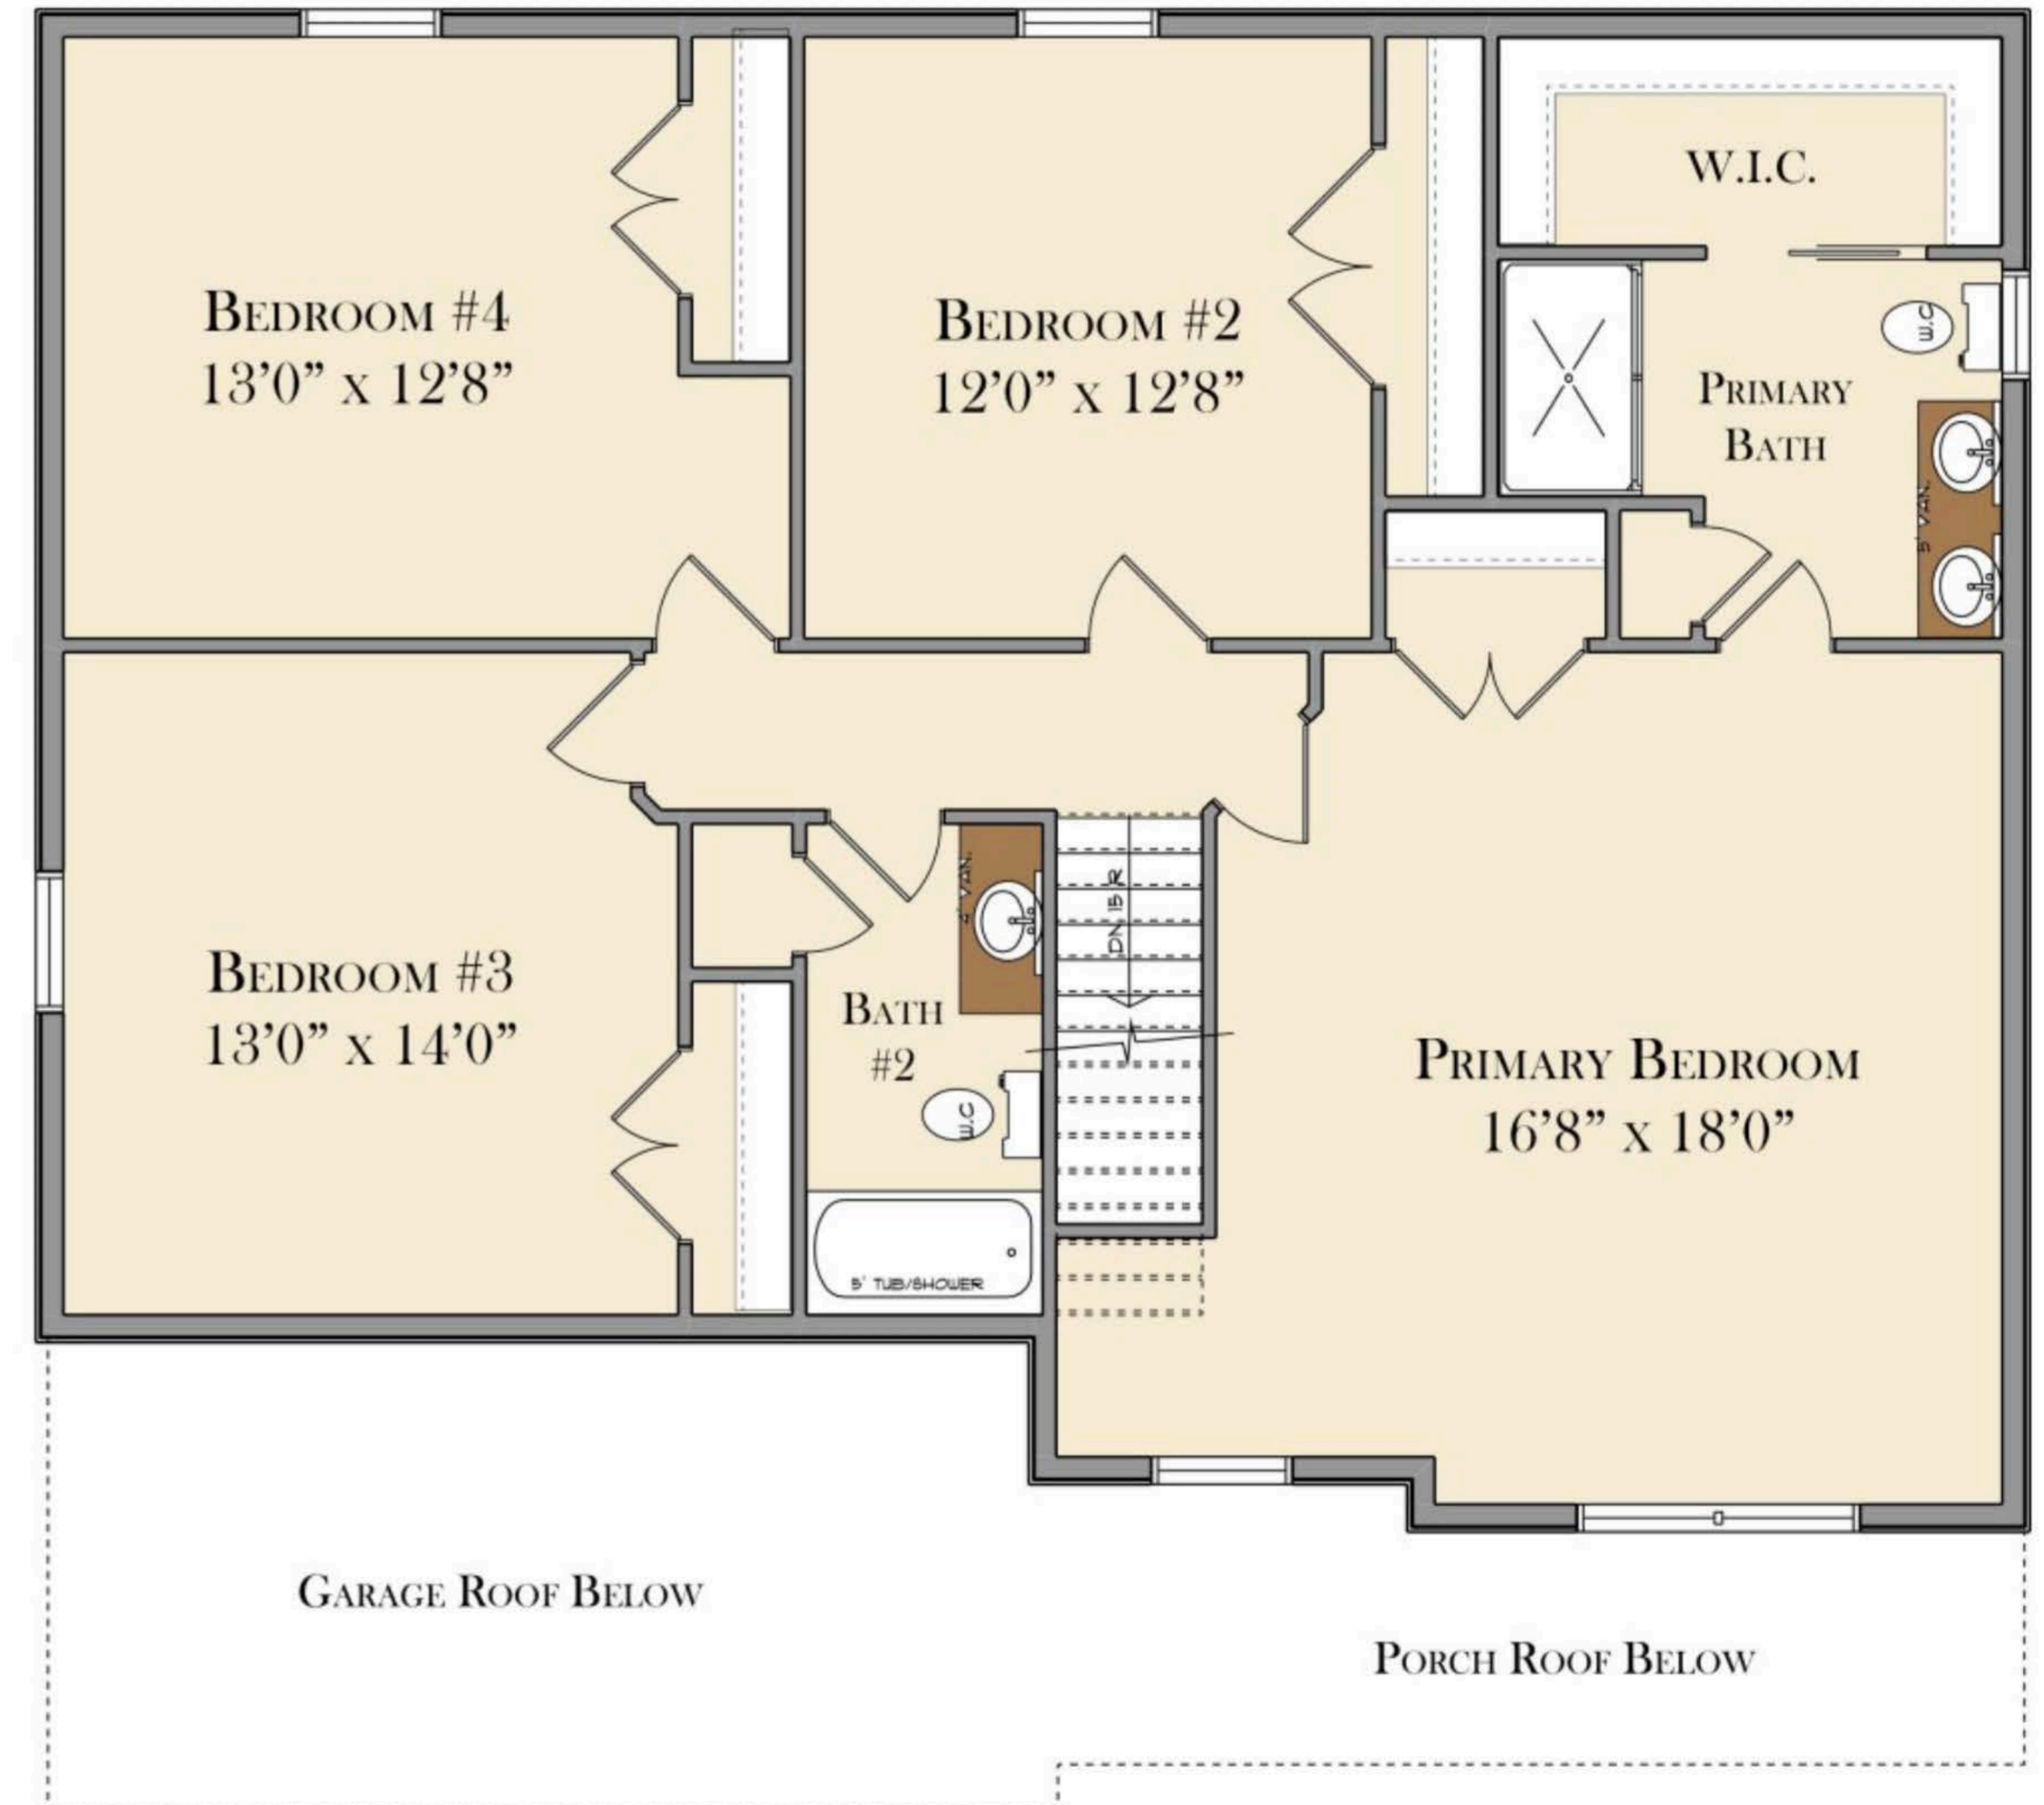 W.I.C.
BEDROOM #4
13’0” x 12’8”
BEDROOM #2
12’0” x 12’8”
W.C
PRIMARY
BATH
5' VAN.
4' VAN.
DN 15 R
BEDROOM #3
13’0” x 14’0”
BATH
#2
W.C
PRIMARY BEDROOM
16’8” x 18’0”
5' TUB/SHOWER
GARAGE ROOF BELOW
PORCH ROOF BELOW